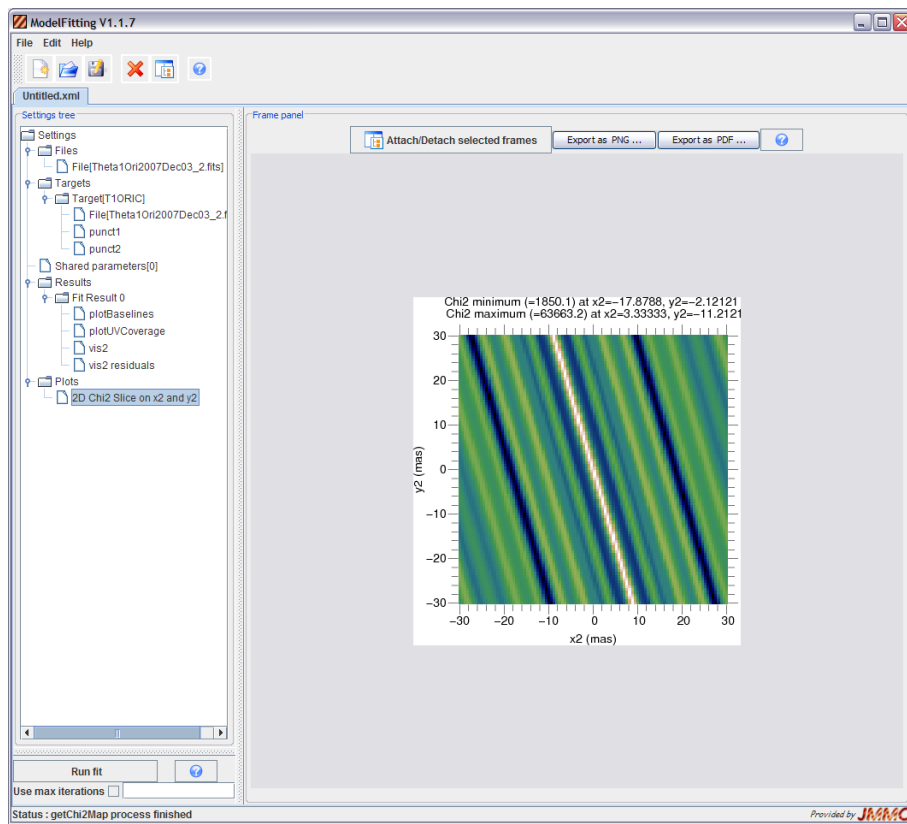 ModelFitting V1.1.7
File Edit Help
Untitled.xml
Settings tree
Settings
Files
File[Theta1Ori2007Dec03_2.fits]
Targets
Target[T1ORIC]
File[Theta1Ori2007Dec03_2.f
punct1
punct2
Shared parameters[0]
Results
Fit Result 0
plotBaselines
plotUVCoverage
vis2
vis2 residuals
Plots
2D Chi2 Slice on x2 and y2
Run fit
Use max iterations
Frame panel
Attach/Detach selected frames Export as PNG ... Export as PDF ...
Chi2 minimum (=1850.1) at x2=−17.8788, y2=−2.12121
Chi2 maximum (=63663.2) at x2=3.33333, y2=−11.2121
30
20
10
0
−10
−20
−30
y2 (mas)
−30 −20 −10 0 10 20 30
x2 (mas)
Status : getChi2Map process finished
Provided by JMMC